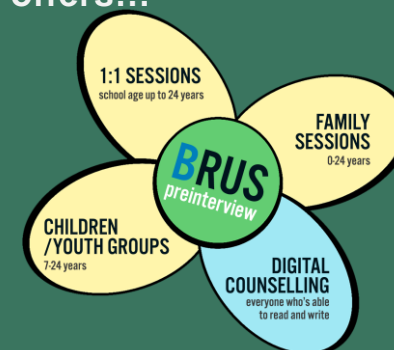 offers...
1:1 SESSIONS
school age up to 24 years
FAMILY
SESSIONS
0-24 years
BRUS
preinterview
CHILDREN
/YOUTH GROUPS
7-24 years
DIGITAL
COUNSELLING
everyone who's able
to read and write